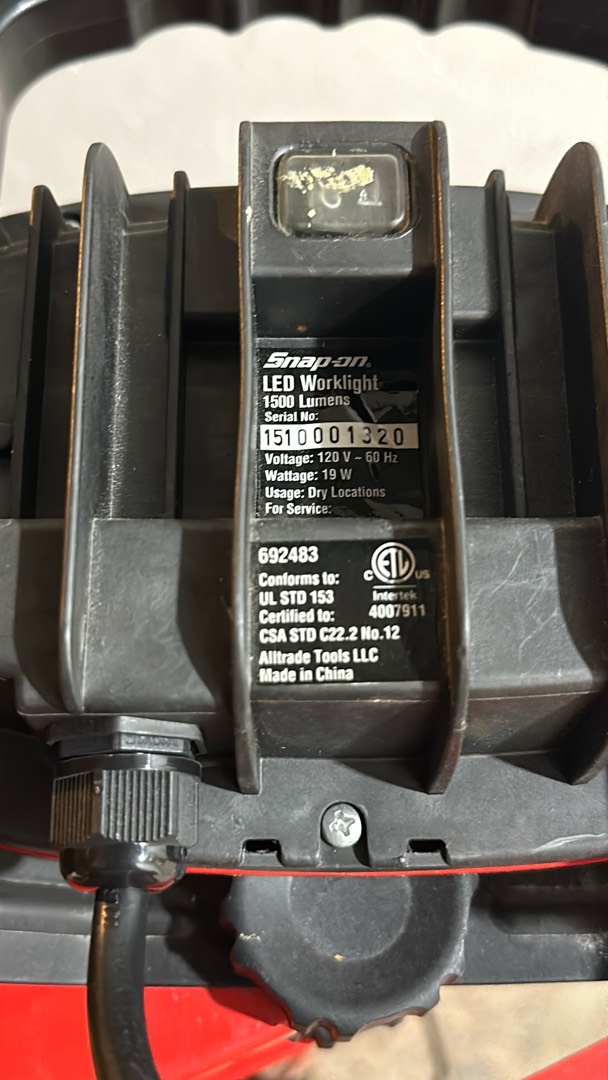 Snap-on®
LED Worklight
1500 Lumens
Serial No:
1510001320
Voltage: 120 V ~ 60 Hz
Wattage: 19 W
Usage: Dry Locations
For Service:
692483
Conforms to:
UL STD 153
Certified to:
CSA STD C22.2 No.12
Alltrade Tools LLC
Made in China
C ETL US
Intertek
4007911